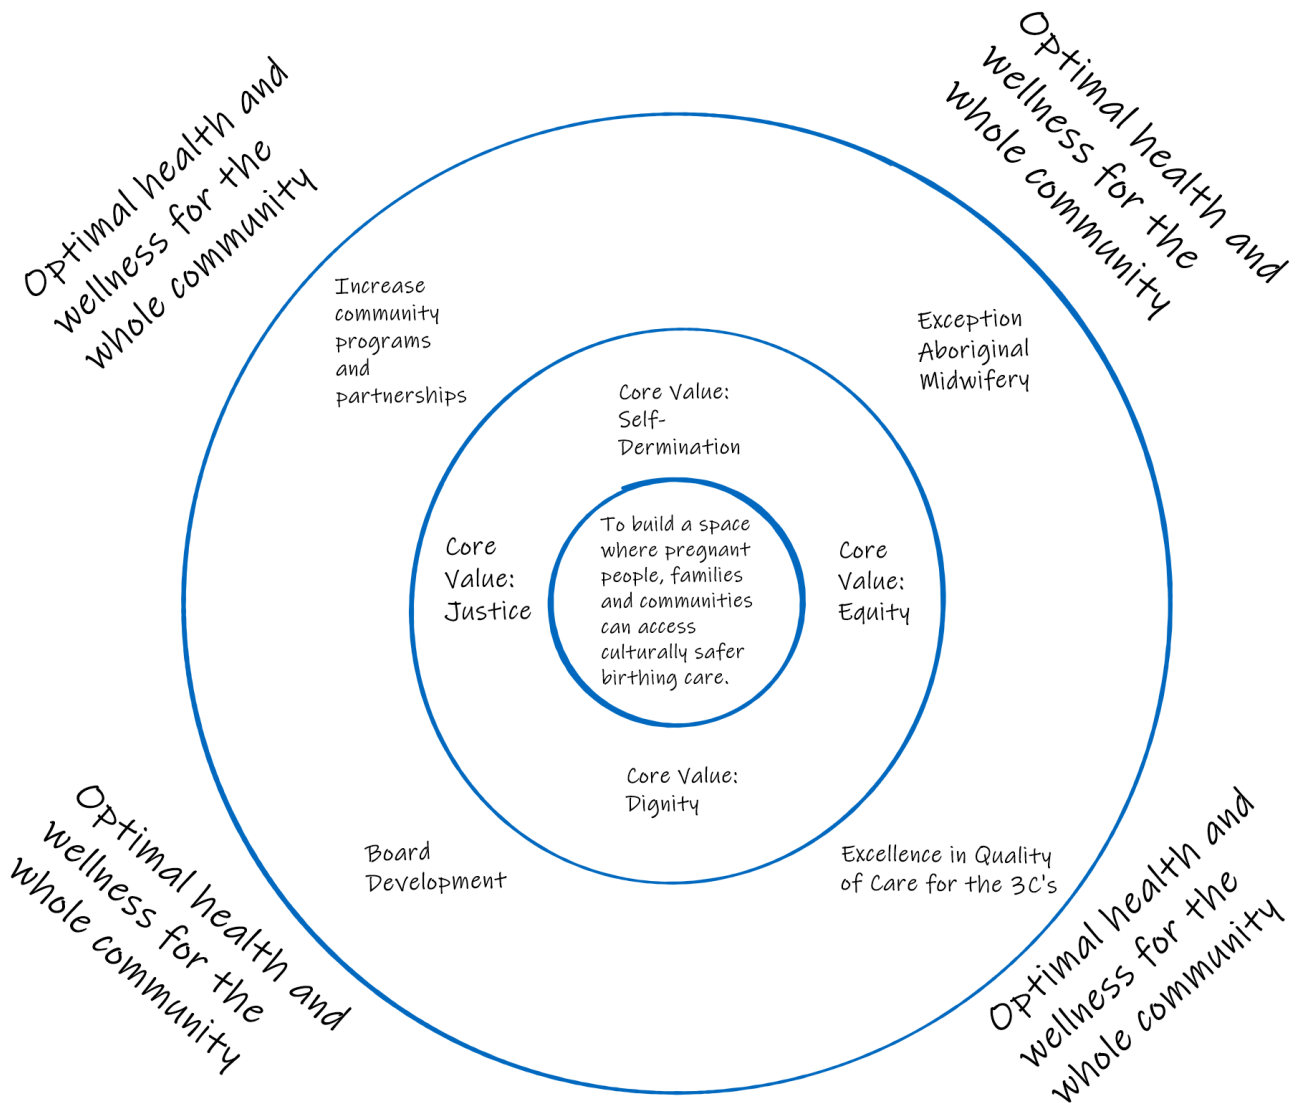 Optimal health and
wellness for the
whole community
Optimal health and
wellness for the
whole community
Increase
community
programs
and
partnerships
Exception
Aboriginal
Midwifery
Core Value:
Self-
Dermination
Core
Value:
Justice
To build a space
where pregnant
people, families
and communities
can access
culturally safer
birthing care.
Core
Value:
Equity
Core Value:
Dignity
Board
Development
Excellence in Quality
of Care for the 3C's
Optimal health and
wellness for the
whole community
Optimal health and
wellness for the
whole community